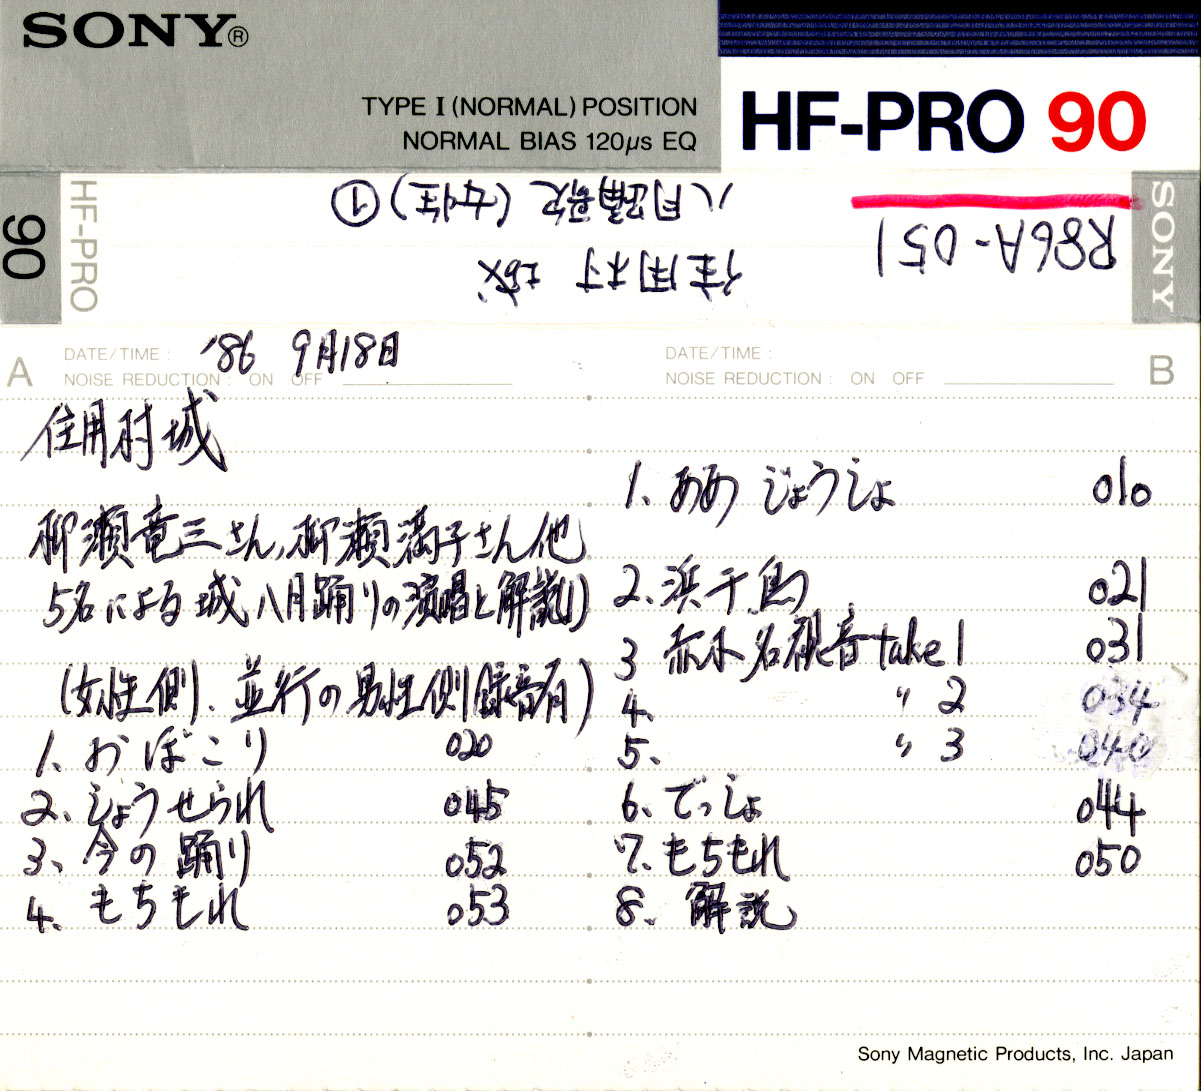 SONY®
TYPE I (NORMAL) POSITION
NORMAL BIAS 120μs EQ
HF-PRO 90
90
HF-PRO
住用村 城
八月踊歌(女性)①
R86A-051
SONY
A
DATE/TIME : '86 9月18日
NOISE REDUCTION : ON OFF
住用村城
柳瀬竜三さん,柳瀬満子さん他
5名による城八月踊りの演唱と解説)
(女性側、並行の男性側録音有)
1、おぼこり 020
2、しょうせられ 045
3、今の踊り 052
4、もちもれ 053
B
DATE/TIME :
NOISE REDUCTION : ON OFF
1、あめじょうしょ 010
2、浜千鳥 021
3 赤木名観音take1 031
4、 〃 2 034
5、 〃 3 040
6、でっしょ 044
7、もちもれ 050
8、解説
Sony Magnetic Products, Inc. Japan